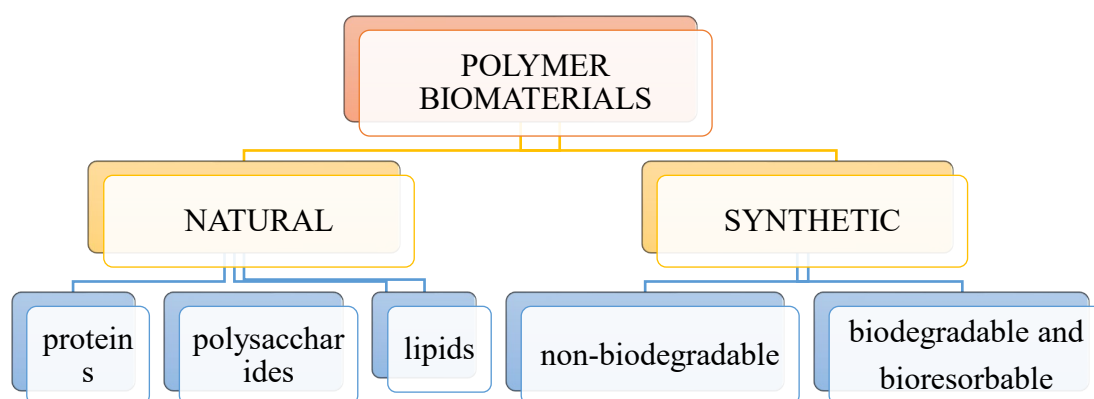 POLYMER
BIOMATERIALS
NATURAL
SYNTHETIC
protein
s
polysacchar
ides
lipids
non-biodegradable
biodegradable and
bioresorbable